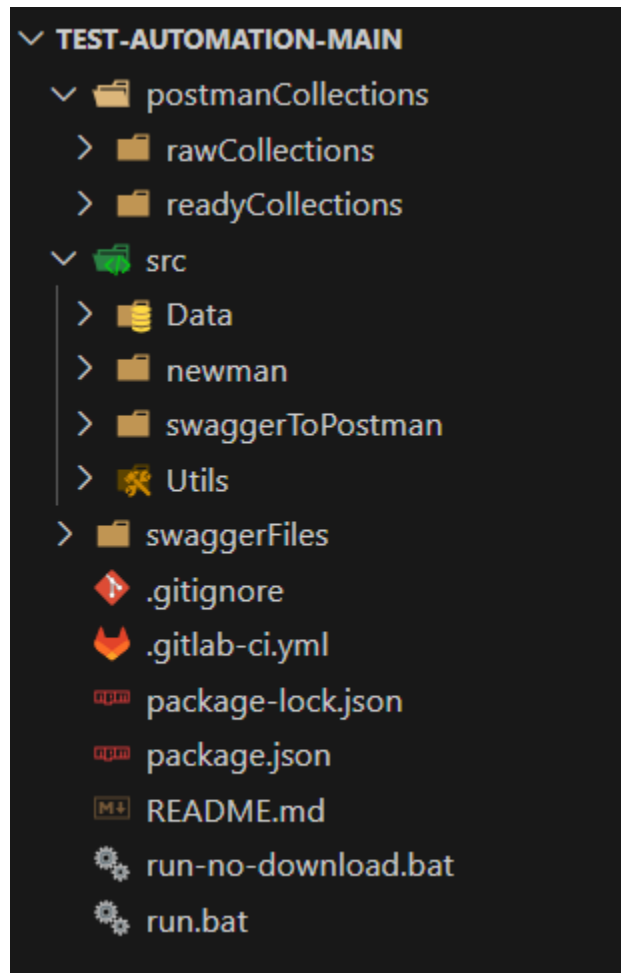 TEST-AUTOMATION-MAIN
postmanCollections
rawCollections
readyCollections
src
Data
newman
swaggerToPostman
Utils
swaggerFiles
.gitignore
.gitlab-ci.yml
package-lock.json
package.json
README.md
run-no-download.bat
run.bat